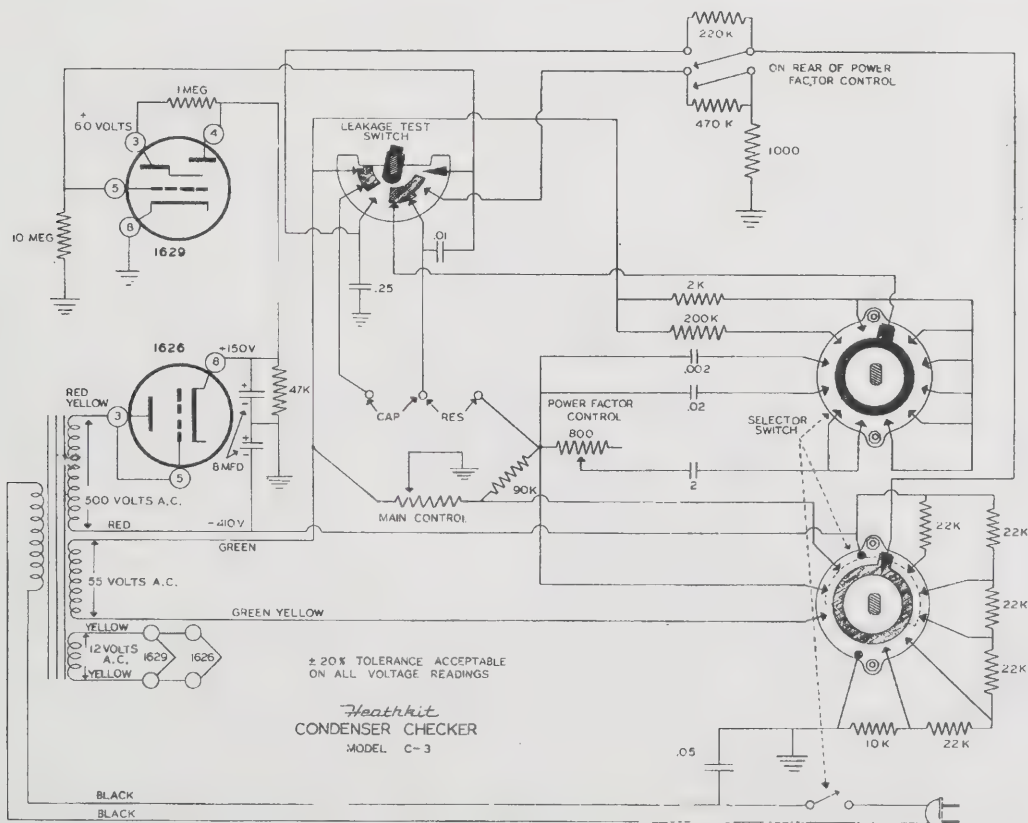 220K
ON REAR OF POWER
FACTOR CONTROL
470 K
1000
1 MEG
+
60 VOLTS
3
4
5
8
10 MEG
1629
LEAKAGE TEST
SWITCH
.01
.25
2K
200K
.002
.02
1626
+150V
8
RED
YELLOW
3
5
47K
8MFD
+
-
+
-
CAP
RES
POWER FACTOR
CONTROL
800
SELECTOR
SWITCH
2
90K
MAIN CONTROL
500 VOLTS A.C.
RED
-410V
GREEN
55 VOLTS A.C.
GREEN YELLOW
22K
22K
22K
22K
YELLOW
12 VOLTS
A.C.
YELLOW
1629
1626
± 20% TOLERANCE ACCEPTABLE
ON ALL VOLTAGE READINGS
Heathkit
CONDENSER CHECKER
MODEL C-3
10K
22K
.05
BLACK
BLACK